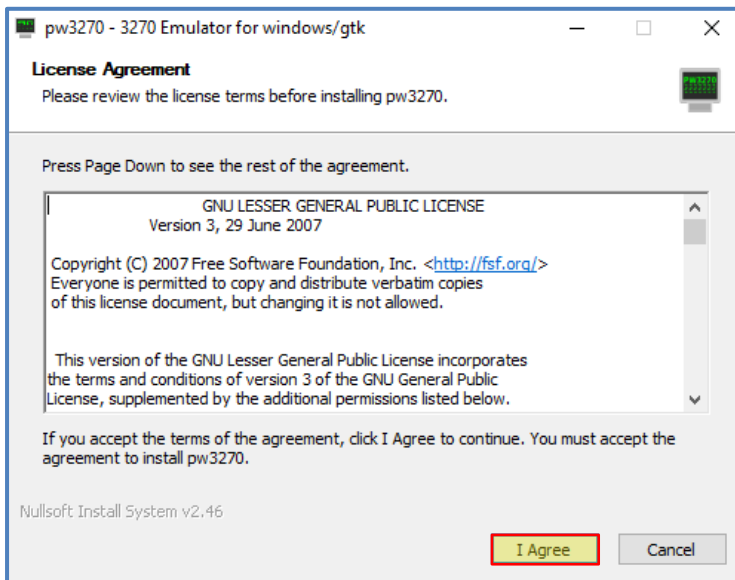 pw3270 - 3270 Emulator for windows/gtk
License Agreement
Please review the license terms before installing pw3270.
PW3270
Press Page Down to see the rest of the agreement.
GNU LESSER GENERAL PUBLIC LICENSE
Version 3, 29 June 2007
Copyright (C) 2007 Free Software Foundation, Inc. <http://fsf.org/>
Everyone is permitted to copy and distribute verbatim copies
of this license document, but changing it is not allowed.
This version of the GNU Lesser General Public License incorporates
the terms and conditions of version 3 of the GNU General Public
License, supplemented by the additional permissions listed below.
If you accept the terms of the agreement, click I Agree to continue. You must accept the
agreement to install pw3270.
Nullsoft Install System v2.46
I Agree
Cancel